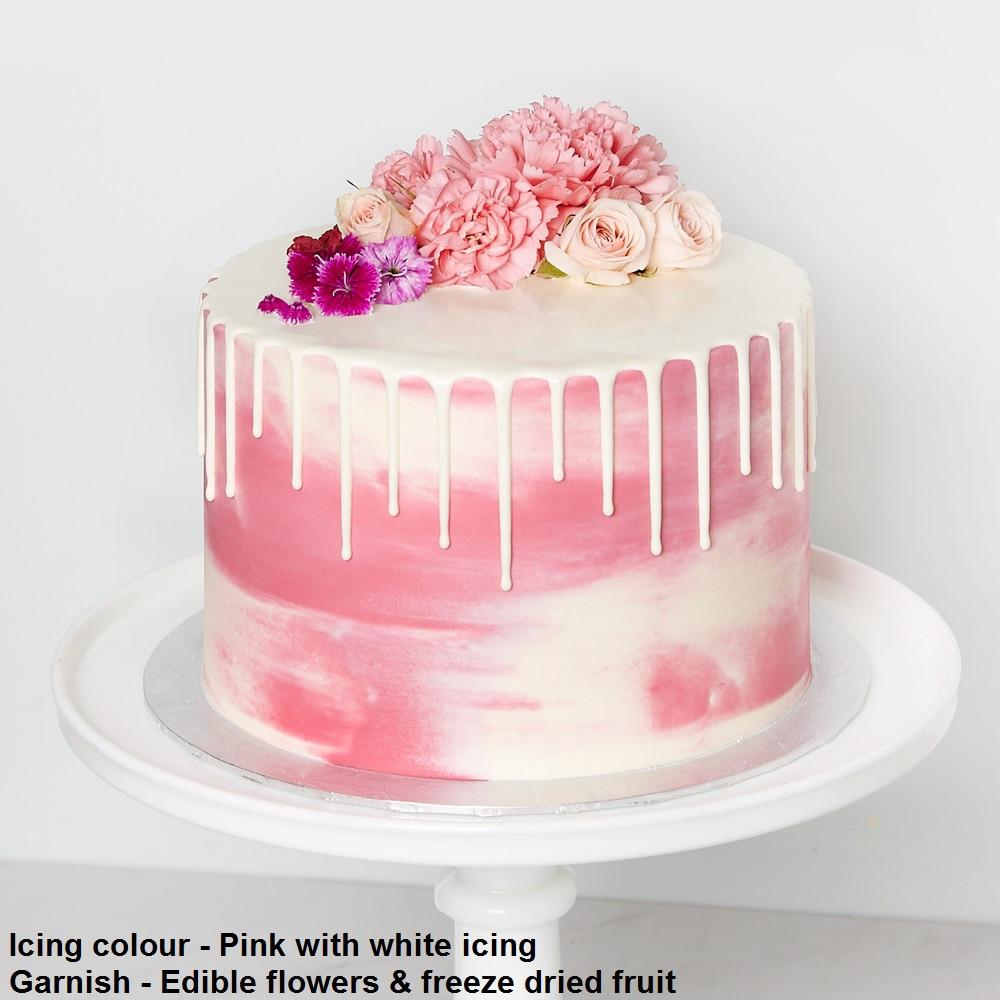 Icing colour - Pink with white icing
Garnish - Edible flowers & freeze dried fruit